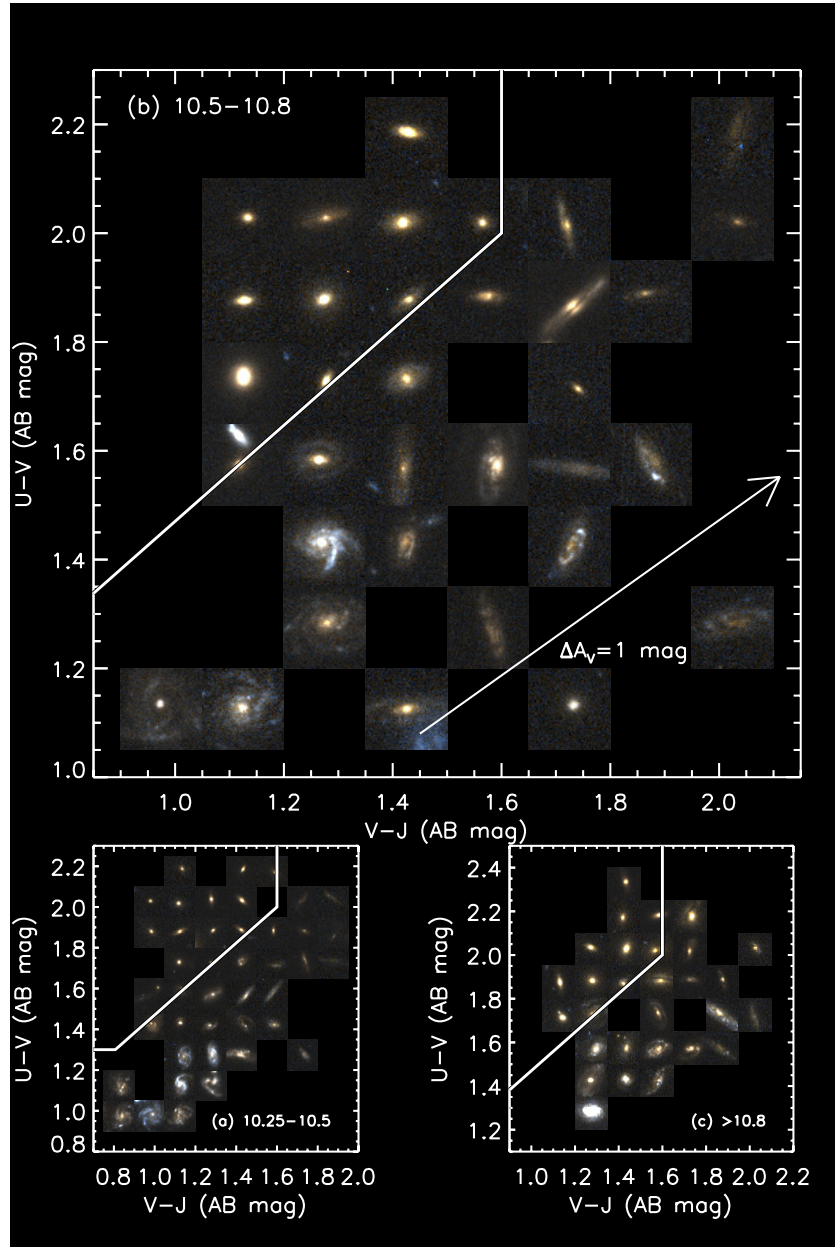 (b) 10.5−10.8
2.2
2.0
1.8
1.6
1.4
1.2
1.0
U−V (AB mag)
ΔAv=1 mag
1.0 1.2 1.4 1.6 1.8 2.0
V−J (AB mag)
2.2
2.0
1.8
1.6
1.4
1.2
1.0
0.8
U−V (AB mag)
(a) 10.25−10.5
0.8 1.0 1.2 1.4 1.6 1.8 2.0
V−J (AB mag)
2.4
2.2
2.0
1.8
1.6
1.4
1.2
U−V (AB mag)
(c) >10.8
1.0 1.2 1.4 1.6 1.8 2.0 2.2
V−J (AB mag)